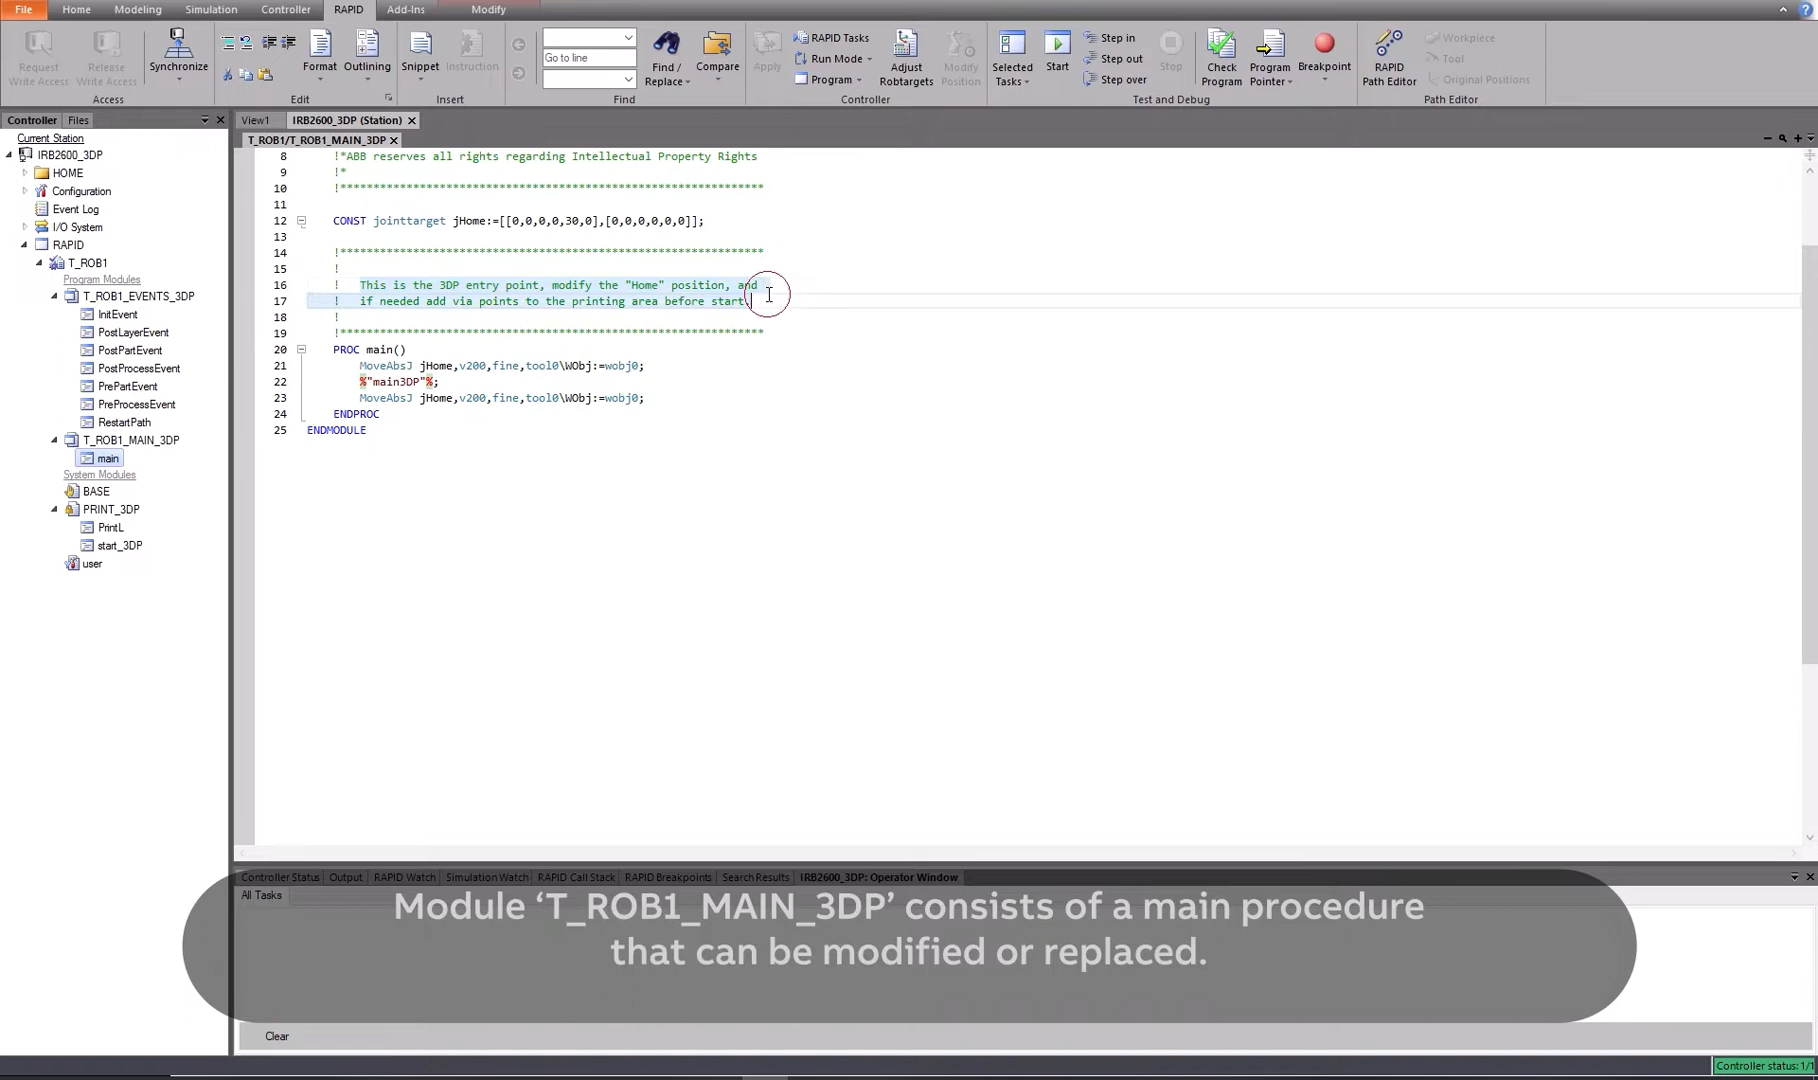 File Home Modeling Simulation Controller RAPID Add-Ins Modify
Request Write Access
Release Write Access
Synchronize
Access
Format
Outlining
Edit
Snippet
Instruction
Insert
Go to line
Find / Replace
Compare
Find
Apply
RAPID Tasks
Run Mode
Program
Adjust Robtargets
Modify Position
Controller
Selected Tasks
Start
Step in
Step out
Step over
Stop
Check Program
Program Pointer
Breakpoint
Test and Debug
RAPID Path Editor
Workpiece
Tool
Original Positions
Path Editor
Controller Files
Current Station
IRB2600_3DP
HOME
Configuration
Event Log
I/O System
RAPID
T_ROB1
Program Modules
T_ROB1_EVENTS_3DP
InitEvent
PostLayerEvent
PostPartEvent
PostProcessEvent
PrePartEvent
PreProcessEvent
RestartPath
T_ROB1_MAIN_3DP
main
System Modules
BASE
PRINT_3DP
PrintL
start_3DP
user
View1 IRB2600_3DP (Station)
T_ROB1/T_ROB1_MAIN_3DP
8 !*ABB reserves all rights regarding Intellectual Property Rights
9 !*
10 !****************************************************************
11
12 CONST jointtarget jHome:=[[0,0,0,0,30,0],[0,0,0,0,0,0]];
13
14 !****************************************************************
15 !
16 ! This is the 3DP entry point, modify the "Home" position, and
17 ! if needed add via points to the printing area before start.
18 !
19 !****************************************************************
20 PROC main()
21 MoveAbsJ jHome,v200,fine,tool0\WObj:=wobj0;
22 %"main3DP"%;
23 MoveAbsJ jHome,v200,fine,tool0\WObj:=wobj0;
24 ENDPROC
25 ENDMODULE
Controller Status Output RAPID Watch Simulation Watch RAPID Call Stack RAPID Breakpoints Search Results IRB2600_3DP: Operator Window
All Tasks
Module ‘T_ROB1_MAIN_3DP’ consists of a main procedure
that can be modified or replaced.
Clear
Controller status: 1/1